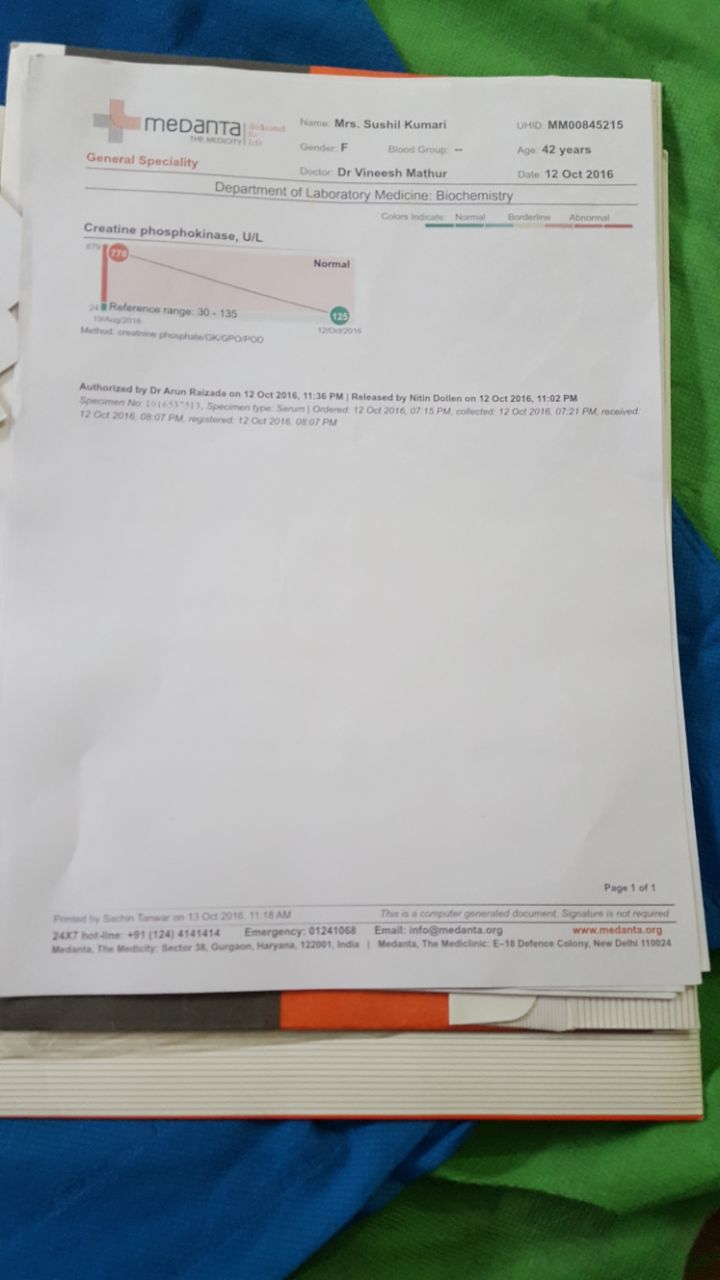 medanta dedicated to life
THE MEDICITY
General Speciality
Name: Mrs. Sushil Kumari
UHID: MM00845215
Gender: F
Blood Group: --
Age: 42 years
Doctor: Dr Vineesh Mathur
Date: 12 Oct 2016
Department of Laboratory Medicine: Biochemistry
Colors Indicate: Normal Borderline Abnormal
Creatine phosphokinase, U/L
879
778
Normal
24
Reference range: 30 - 135
125
19/Aug/2016
12/Oct/2016
Method: creatnine phosphate/GK/GPO/POD
Authorized by Dr Arun Raizada on 12 Oct 2016, 11:36 PM | Released by Nitin Dollen on 12 Oct 2016, 11:02 PM
Specimen No: 1016537513, Specimen type: Serum | Ordered: 12 Oct 2016, 07:15 PM, collected: 12 Oct 2016, 07:21 PM, received:
12 Oct 2016, 08:07 PM, registered: 12 Oct 2016, 08:07 PM
Page 1 of 1
Printed by Sachin Tanwar on 13 Oct 2016, 11:18 AM
This is a computer generated document. Signature is not required
24X7 hot-line: +91 (124) 4141414 Emergency: 01241068 Email: info@medanta.org www.medanta.org
Medanta, The Medicity: Sector 38, Gurgaon, Haryana, 122001, India | Medanta, The Mediclinic: E-18 Defence Colony, New Delhi 110024